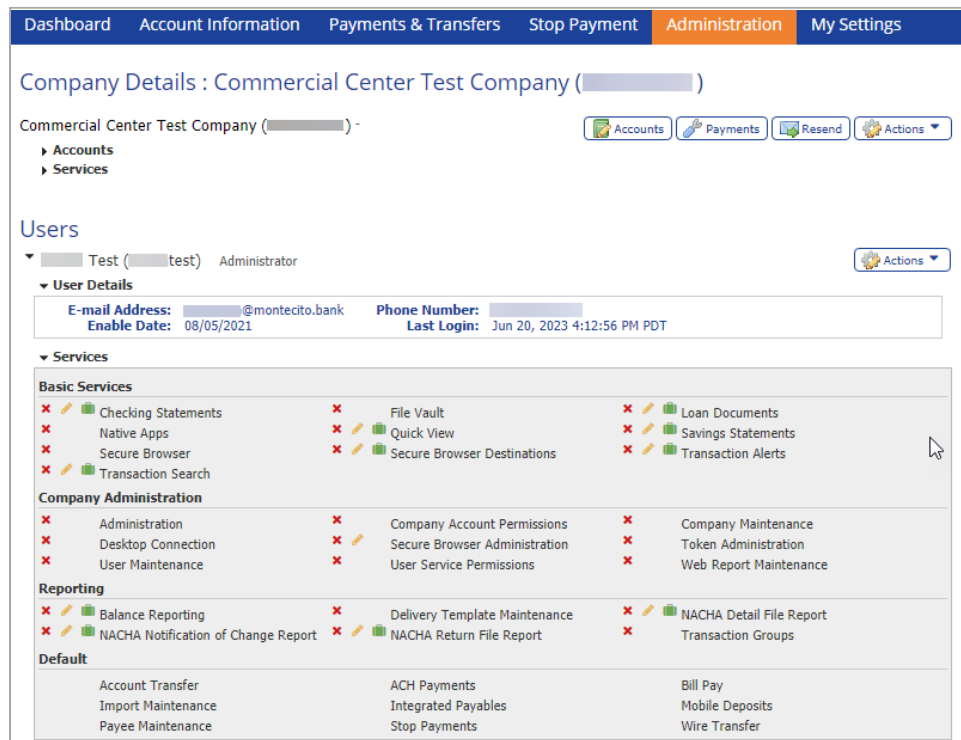 Dashboard Account Information Payments & Transfers Stop Payment Administration My Settings
Company Details : Commercial Center Test Company ( )
Commercial Center Test Company ( ) - Accounts Payments Resend Actions
Accounts
Services
Users
Test ( test) Administrator Actions
User Details
E-mail Address: @montecito.bank Phone Number:
Enable Date: 08/05/2021 Last Login: Jun 20, 2023 4:12:56 PM PDT
Services
Basic Services
Checking Statements File Vault Loan Documents
Native Apps Quick View Savings Statements
Secure Browser Secure Browser Destinations Transaction Alerts
Transaction Search
Company Administration
Administration Company Account Permissions Company Maintenance
Desktop Connection Secure Browser Administration Token Administration
User Maintenance User Service Permissions Web Report Maintenance
Reporting
Balance Reporting Delivery Template Maintenance NACHA Detail File Report
NACHA Notification of Change Report NACHA Return File Report Transaction Groups
Default
Account Transfer ACH Payments Bill Pay
Import Maintenance Integrated Payables Mobile Deposits
Payee Maintenance Stop Payments Wire Transfer